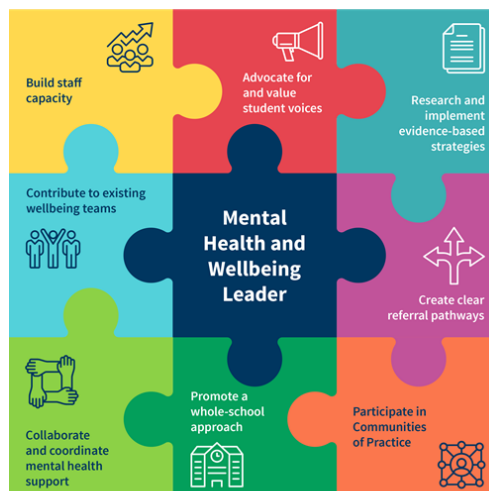 Build staff
capacity
Advocate for
and value
student voices
Research and
implement
evidence-based
strategies
Contribute to existing
wellbeing teams
Mental
Health and
Wellbeing
Leader
Create clear
referral pathways
Collaborate
and coordinate
mental health
support
Promote a
whole-school
approach
Participate in
Communities
of Practice